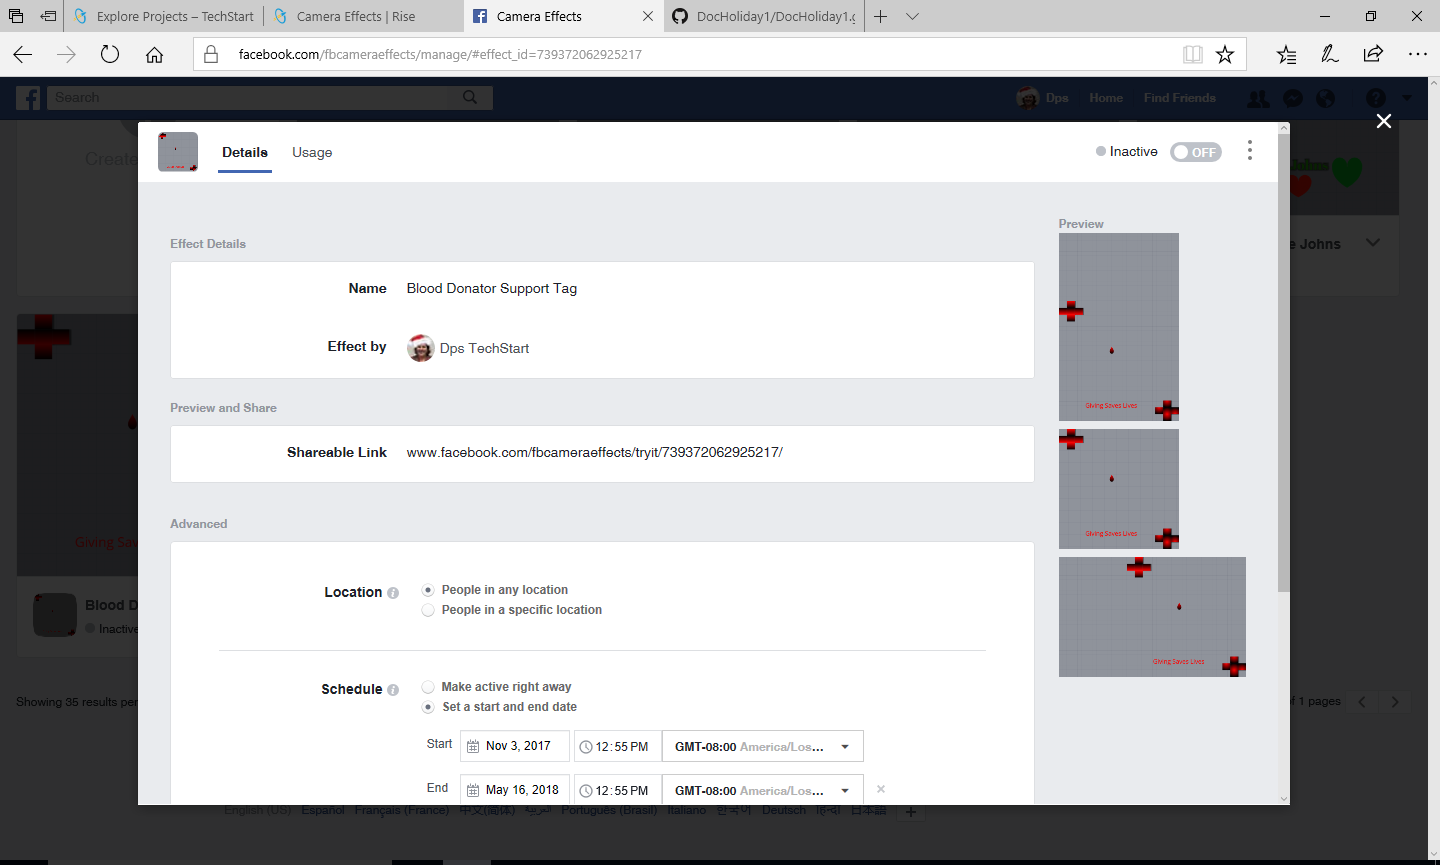 Explore Projects – TechStart
Camera Effects | Rise
Camera Effects
DocHoliday1/DocHoliday1.g
facebook.com/fbcameraeffects/manage/#effect_id=739372062925217
Search
Dps
Home
Find Friends
Create
Details
Usage
Inactive
OFF
Effect Details
Name
Blood Donator Support Tag
Effect by
Dps TechStart
Preview and Share
Shareable Link
www.facebook.com/fbcameraeffects/tryit/739372062925217/
Advanced
Location
People in any location
People in a specific location
Schedule
Make active right away
Set a start and end date
Start
Nov 3, 2017
12:55 PM
GMT-08:00 America/Los...
End
May 16, 2018
12:55 PM
GMT-08:00 America/Los...
Preview
Giving Saves Lives
Giving Saves Lives
Giving Saves Lives
Johns
e Johns
Giving Sav
Blood D
Inactive
Showing 35 results per
of 1 pages
English (US)
Español
Français (France)
中文(简体)
العربية
Português (Brasil)
Italiano
한국어
Deutsch
हिन्दी
日本語